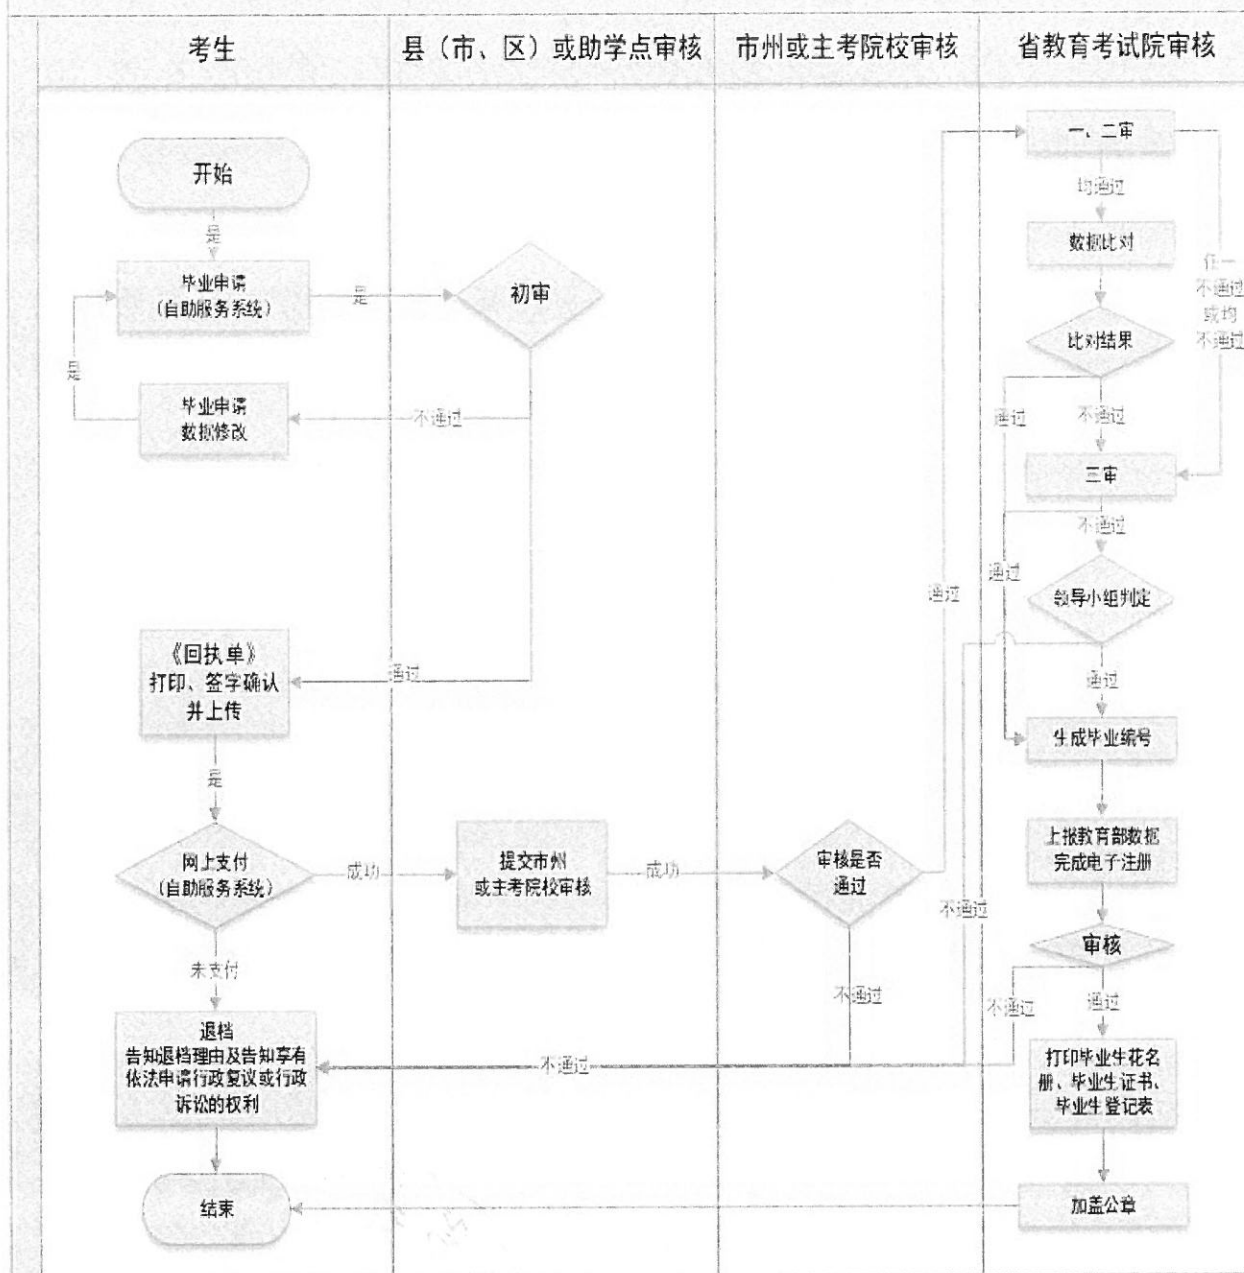 考生
县（市、区）或助学点审核
市州或主考院校审核
省教育考试院审核
开始
是
毕业申请
（自助服务系统）
是
初审
是
毕业申请
数据修改
不通过
《回执单》
打印、签字确认
并上传
通过
是
网上支付
（自助服务系统）
成功
提交市州
或主考院校审核
成功
审核是否
通过
通过
不通过
未支付
退档
告知退档理由及告知享有
依法申请行政复议或行政
诉讼的权利
不通过
结束
一、二审
均通过
任一
不通过
或均
不通过
数据比对
比对结果
通过
不通过
三审
不通过
通过
领导小组判定
通过
不通过
生成毕业编号
上报教育部数据
完成电子注册
审核
不通过
通过
打印毕业生花名
册、毕业生证书、
毕业生登记表
加盖公章